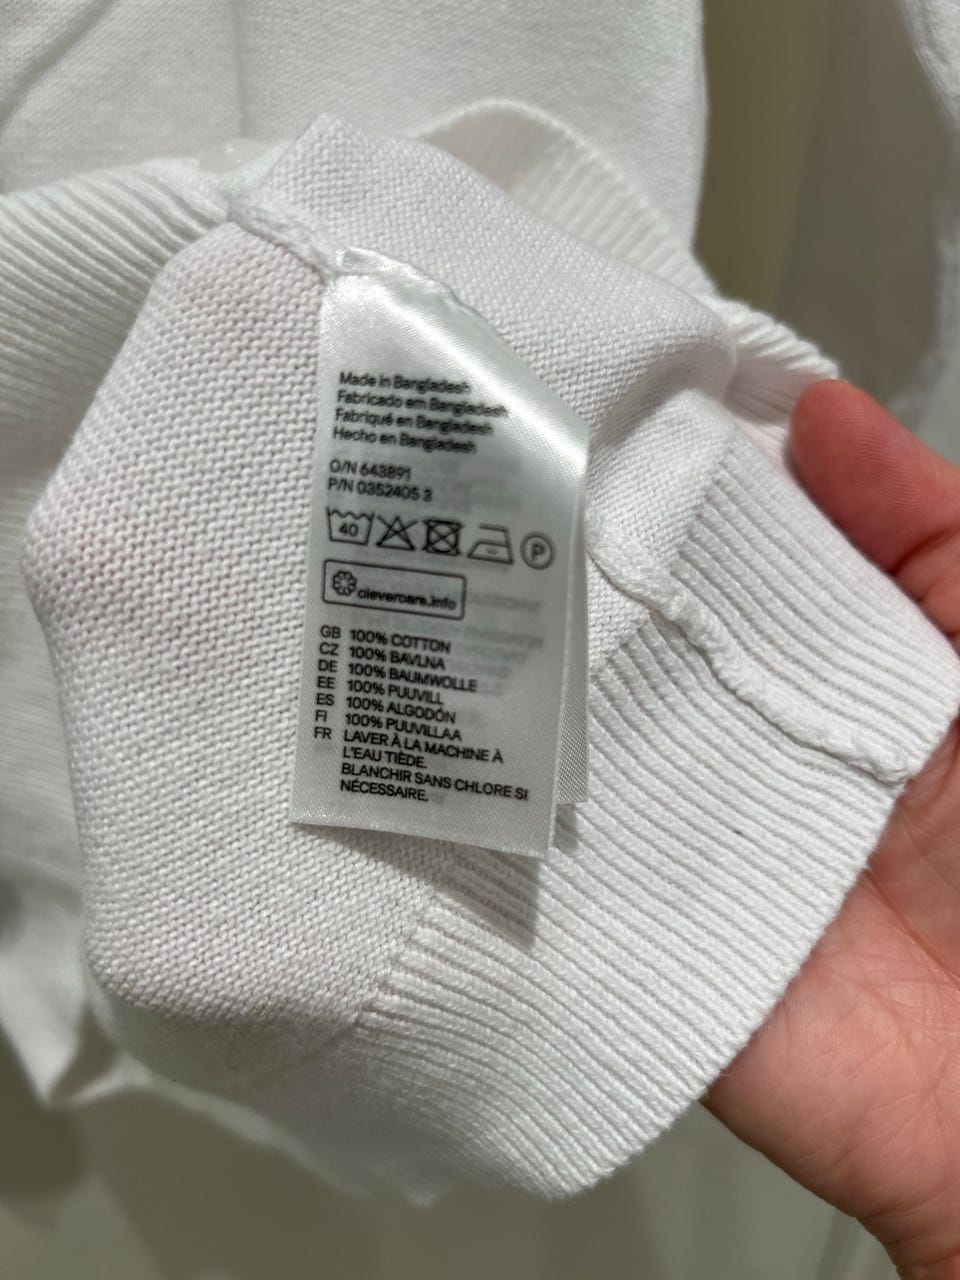 Made in Bangladesh
Fabricado em Bangladesh
Fabriqué en Bangladesh
Hecho en Bangladesh
O/N 643891
P/N 0352405 3
40 P
clevercare.info
GB 100% COTTON
CZ 100% BAVLNA
DE 100% BAUMWOLLE
EE 100% PUUVILL
ES 100% ALGODÓN
FI 100% PUUVILLAA
FR LAVER À LA MACHINE À
L'EAU TIÈDE.
BLANCHIR SANS CHLORE SI
NÉCESSAIRE.